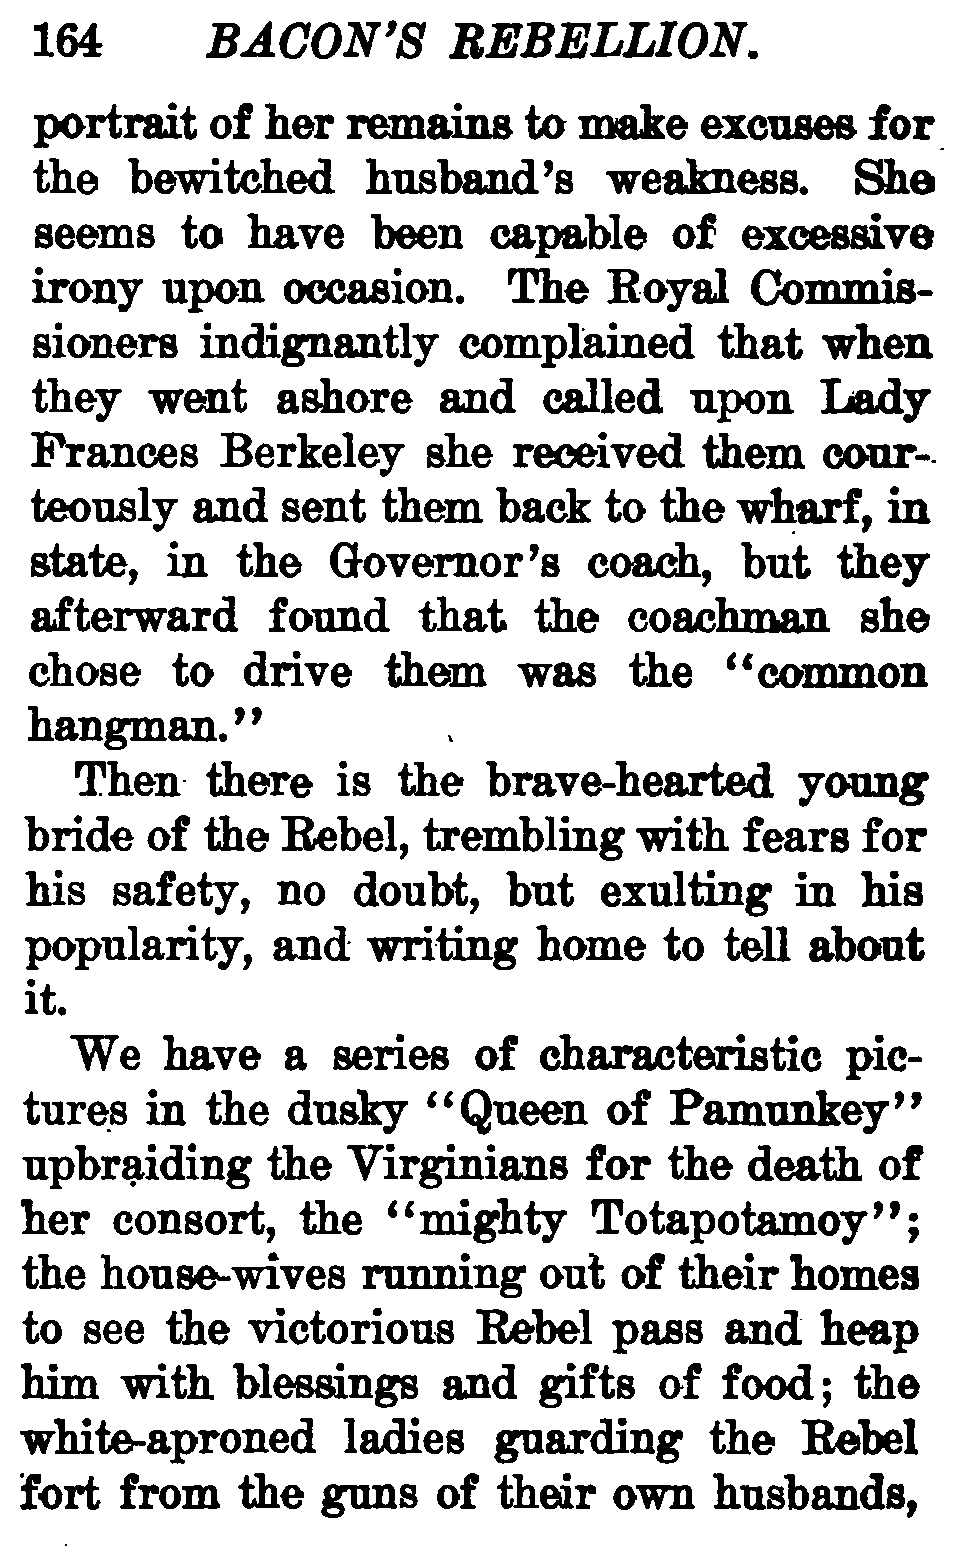 164 BACON'S REBELLION.
portrait of her remains to make excuses for
the bewitched husband's weakness. She
seems to have been capable of excessive
irony upon occasion. The Royal Commis-
sioners indignantly complained that when
they went ashore and called upon Lady
Frances Berkeley she received them cour-
teously and sent them back to the wharf, in
state, in the Governor's coach, but they
afterward found that the coachman she
chose to drive them was the "common
hangman."
Then there is the brave-hearted young
bride of the Rebel, trembling with fears for
his safety, no doubt, but exulting in his
popularity, and writing home to tell about
it.
We have a series of characteristic pic-
tures in the dusky "Queen of Pamunkey"
upbraiding the Virginians for the death of
her consort, the "mighty Totapotamoy";
the house-wives running out of their homes
to see the victorious Rebel pass and heap
him with blessings and gifts of food; the
white-aproned ladies guarding the Rebel
fort from the guns of their own husbands,